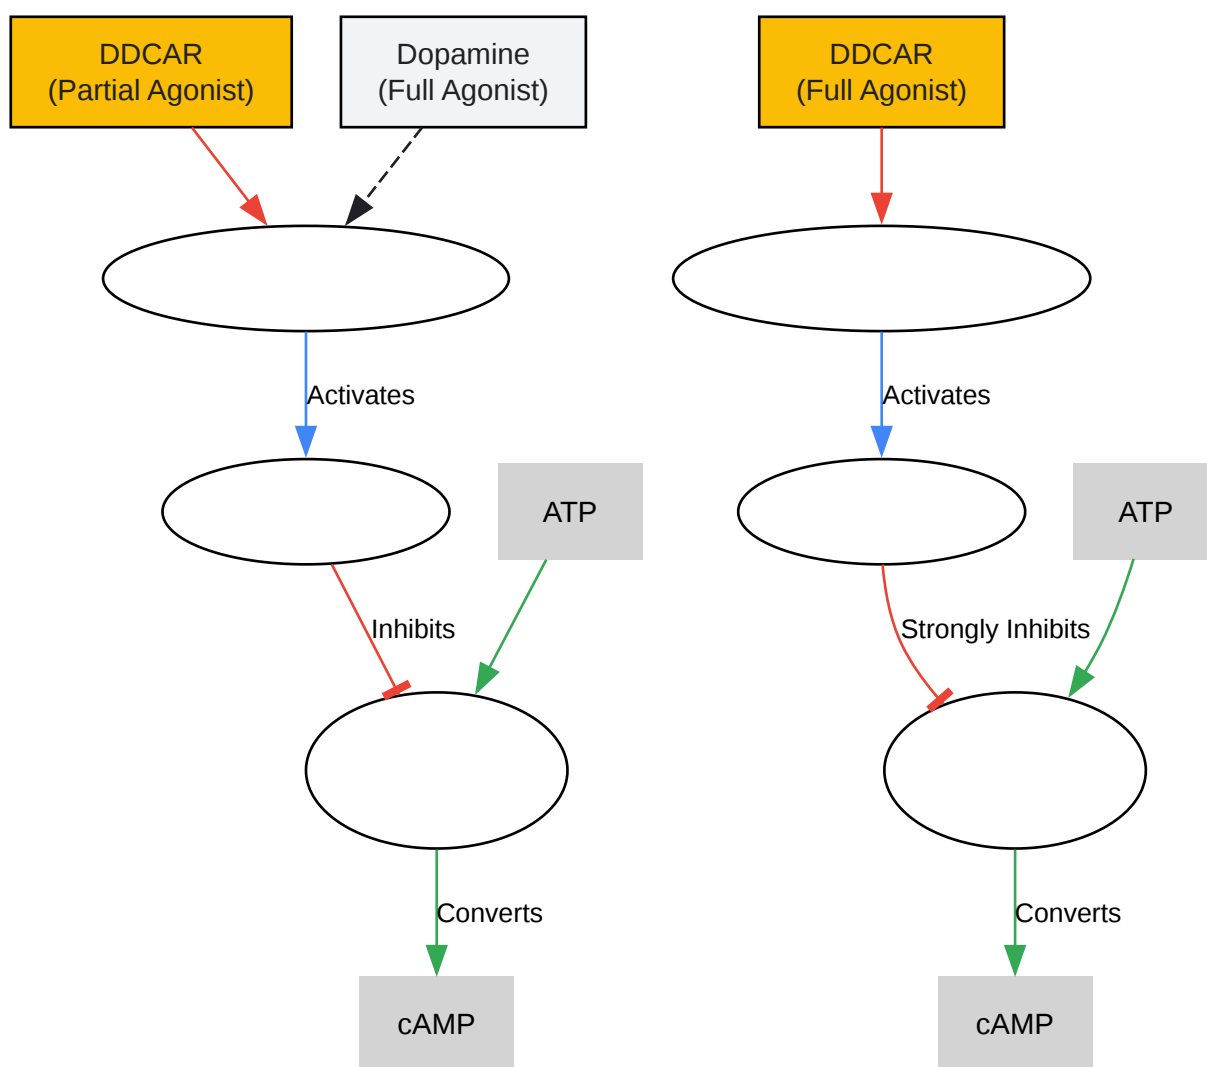 DDCAR
(Partial Agonist)
Dopamine
(Full Agonist)
DDCAR
(Full Agonist)
Activates
Activates
ATP
ATP
Inhibits
Strongly Inhibits
Converts
Converts
cAMP
cAMP